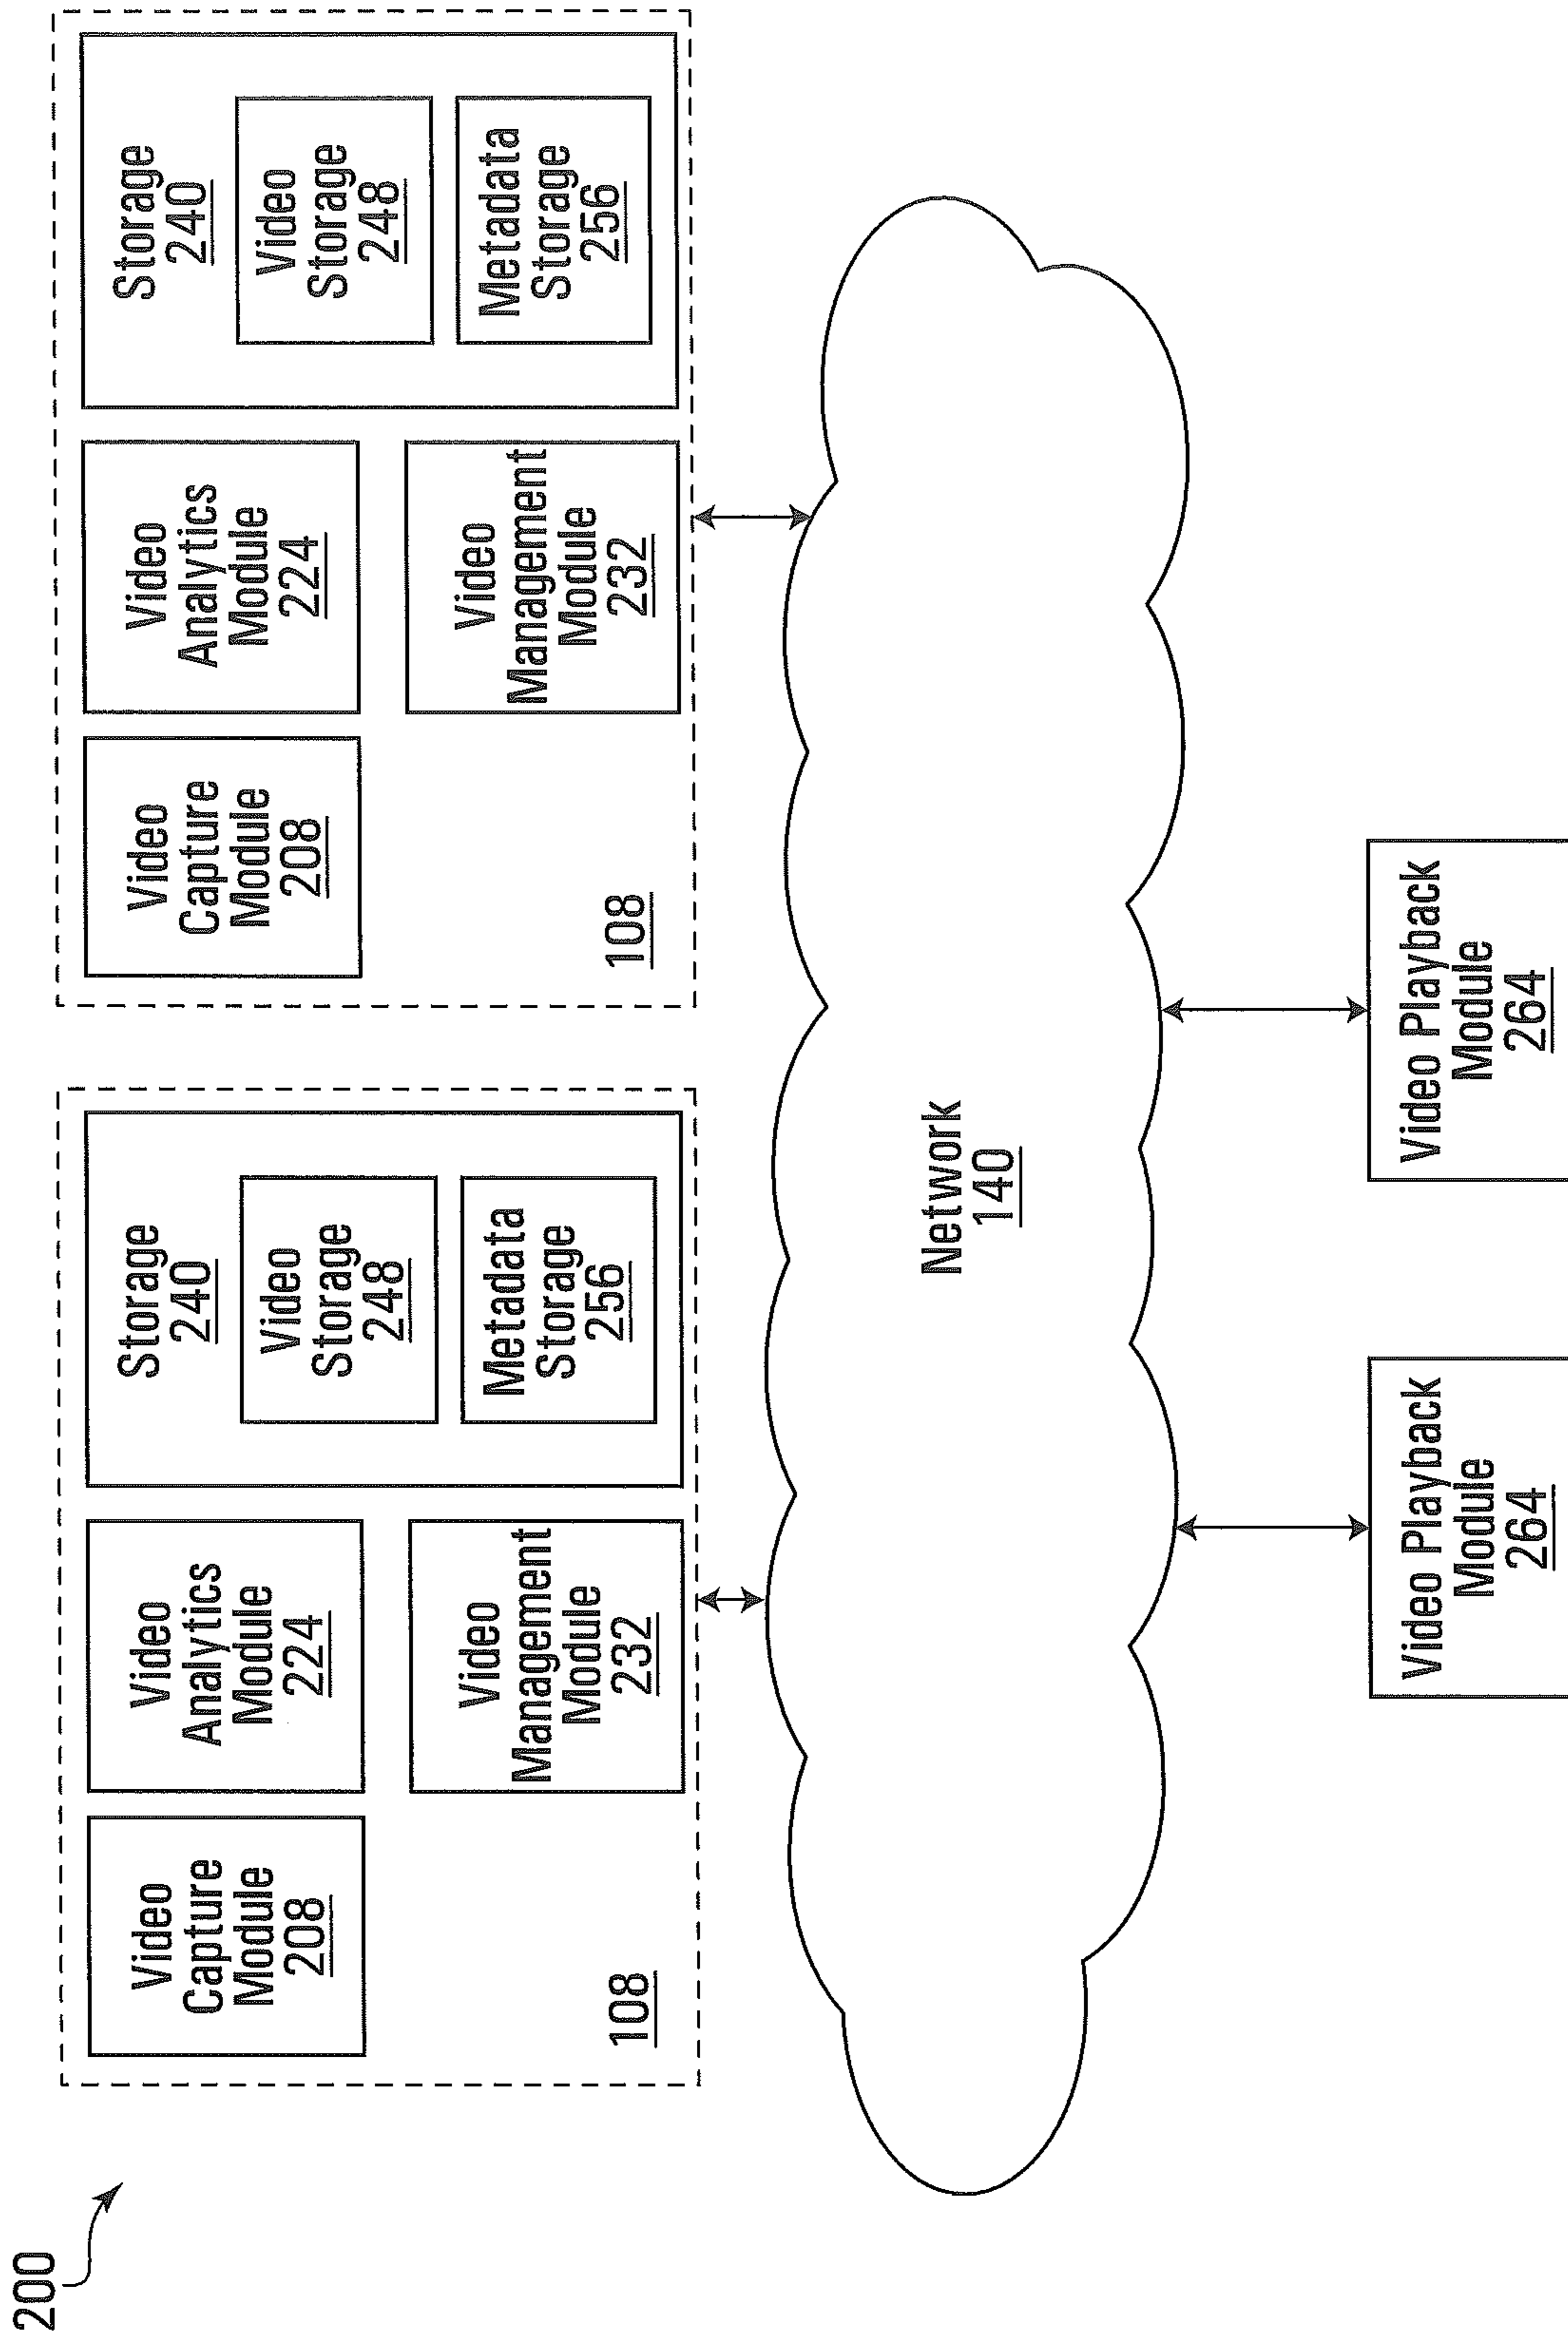 200
Video
Capture
Module
208
108
Video
Analytics
Module
224
Video
Management
Module
232
Storage
240
Video
Storage
248
Metadata
Storage
256
Video
Capture
Module
208
108
Video
Analytics
Module
224
Video
Management
Module
232
Storage
240
Video
Storage
248
Metadata
Storage
256
Network
140
Video Playback
Module
264
Video Playback
Module
264